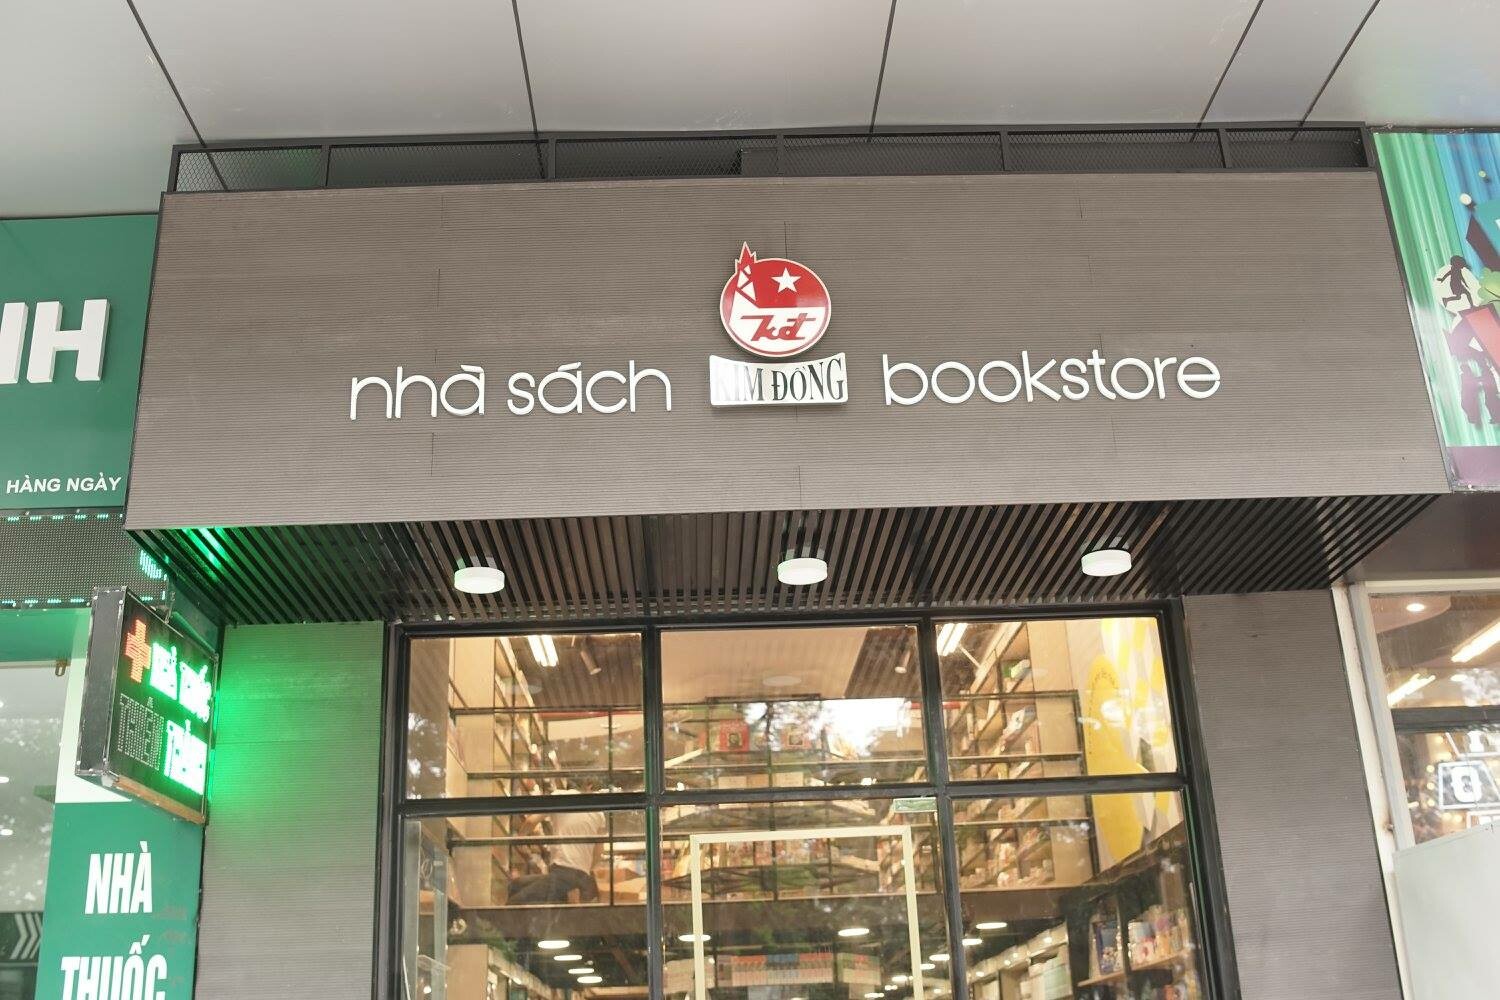 NH
HÀNG NGÀY
kđ
nhà sách KIM ĐỒNG bookstore
NHÀ
THUỐC